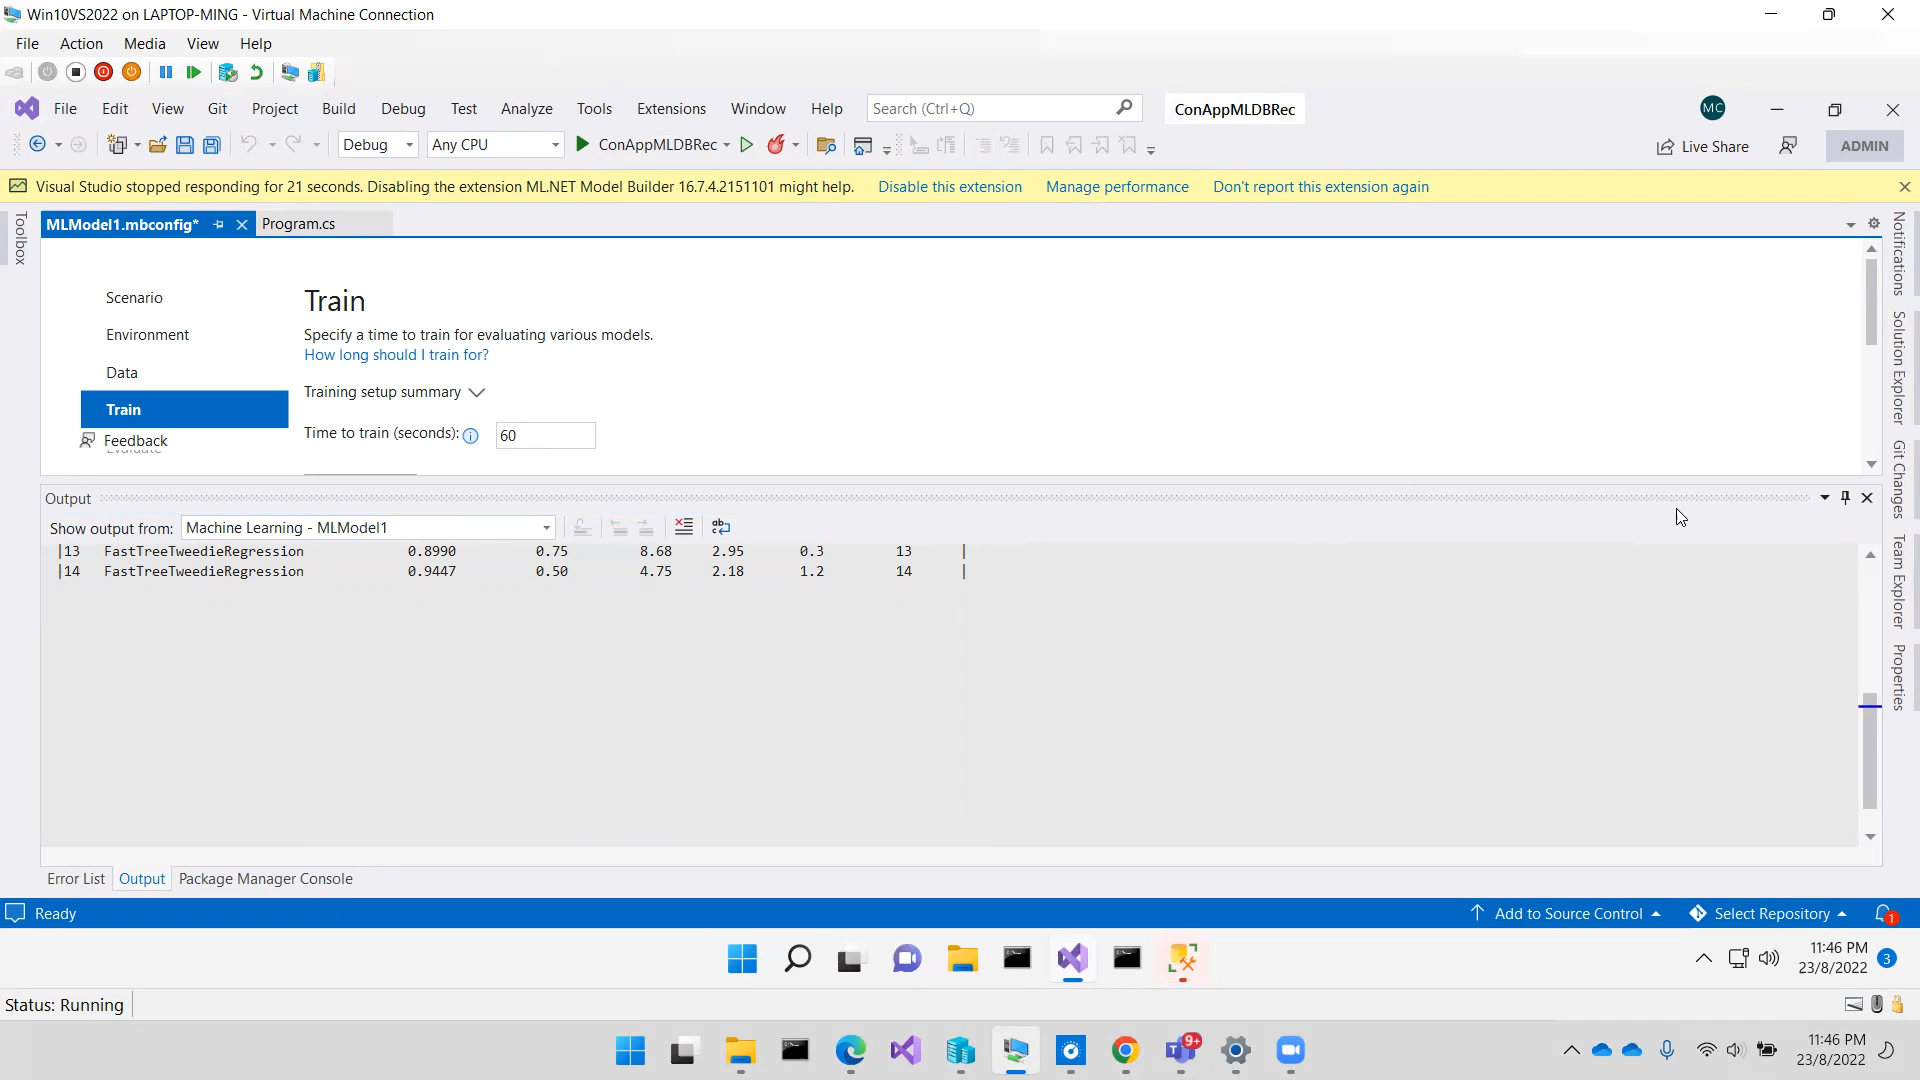 Win10VS2022 on LAPTOP-MING - Virtual Machine Connection
File Action Media View Help
File Edit View Git Project Build Debug Test Analyze Tools Extensions Window Help Search (Ctrl+Q) ConAppMLDBRec MC
Debug Any CPU ConAppMLDBRec Live Share ADMIN
Visual Studio stopped responding for 21 seconds. Disabling the extension ML.NET Model Builder 16.7.4.2151101 might help. Disable this extension Manage performance Don't report this extension again
Toolbox
MLModel1.mbconfig* Program.cs
Scenario
Environment
Data
Train
Feedback
Evaluate
Train
Specify a time to train for evaluating various models.
How long should I train for?
Training setup summary
Time to train (seconds): 60
Notifications
Solution Explorer
Git Changes
Team Explorer
Properties
Output
Show output from: Machine Learning - MLModel1
|13 FastTreeTweedieRegression 0.8990 0.75 8.68 2.95 0.3 13 |
|14 FastTreeTweedieRegression 0.9447 0.50 4.75 2.18 1.2 14 |
Error List Output Package Manager Console
Ready Add to Source Control Select Repository 1
11:46 PM
23/8/2022 3
Status: Running
9+
11:46 PM
23/8/2022